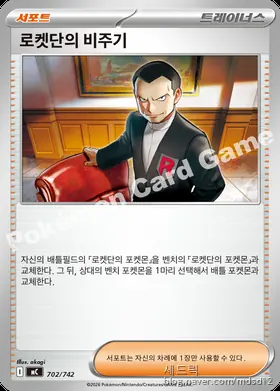 서포트
트레이너스
로켓단의 비주기
R
Pokémon Card Game
자신의 배틀필드의 「로켓단의 포켓몬」을 벤치의 「로켓단의 포켓몬」과
교체한다. 그 뒤, 상대의 벤치 포켓몬을 1마리 선택해서 배틀 포켓몬과
교체한다.
Illus. akagi
서포트는 자신의 차례에 1장만 사용할 수 있다.
I mC 702/742
©2026 Pokémon/Nintendo/Creatures/GAME FREAK
세드릭